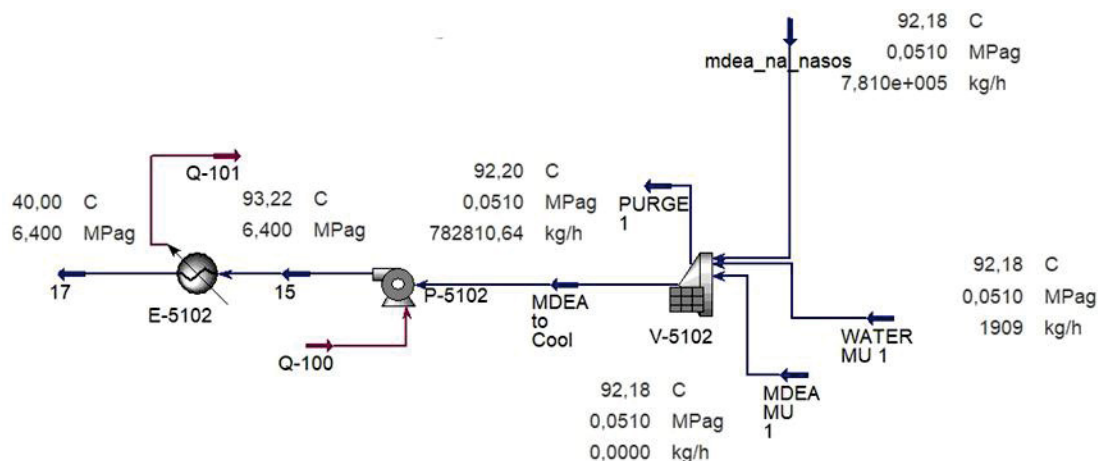 92,18 C
mdea_na_nasos
0,0510 MPag
7,810e+005 kg/h
Q-101
40,00 C
6,400 MPag
93,22 C
6,400 MPag
92,20 C
0,0510 MPag
782810,64 kg/h
PURGE
1
17
E-5102
15
P-5102
MDEA
to
Cool
V-5102
92,18 C
0,0510 MPag
1909 kg/h
WATER
MU 1
Q-100
MDEA
MU
1
92,18 C
0,0510 MPag
0,0000 kg/h